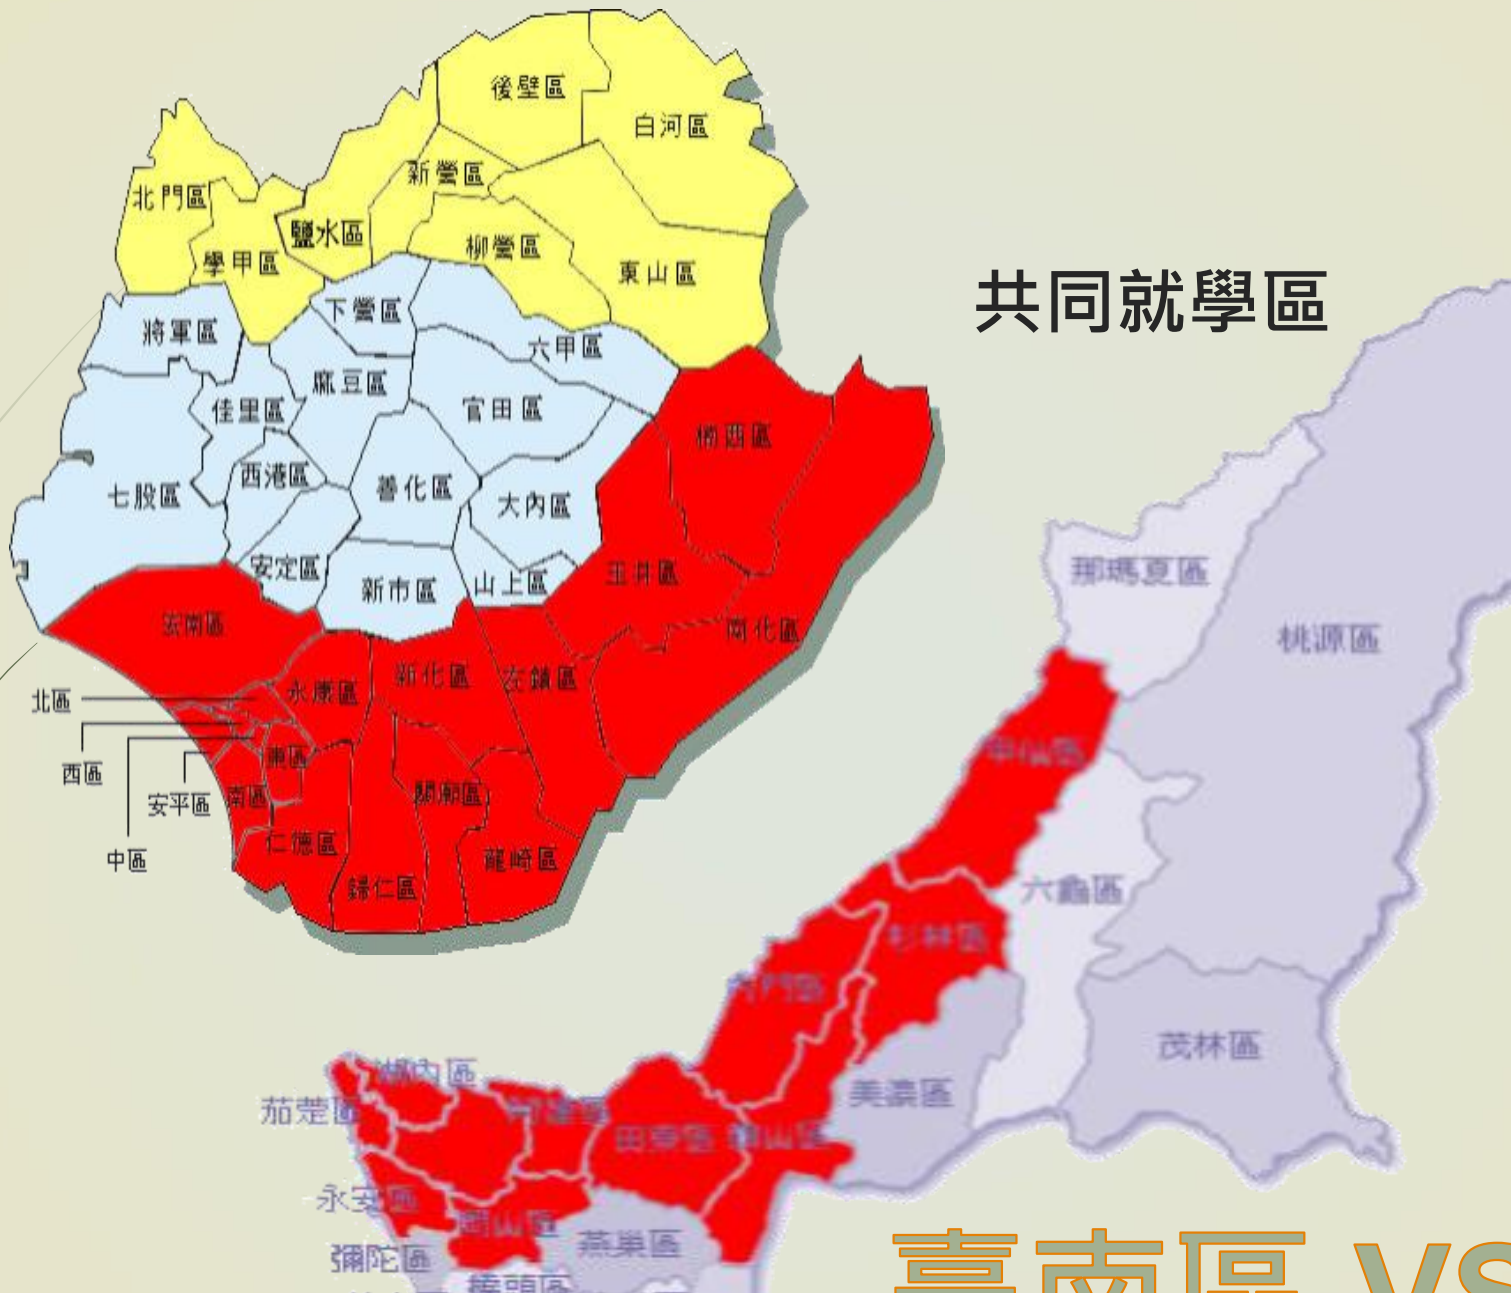 後壁區
白河區
新營區
北門區
鹽水區
柳營區
學甲區
東山區
共同就學區
下營區
將軍區
六甲區
麻豆區
佳里區
官田區
楠西區
西港區
七股區
善化區
大內區
安定區
新市區
山上區
玉井區
那瑪夏區
安南區
南化區
桃源區
新化區
左鎮區
永康區
北區
東區
西區
甲仙區
安平區
南區
關廟區
仁德區
中區
龍崎區
歸仁區
六龜區
杉林區
內門區
茂林區
湖內區
美濃區
茄萣區
田寮區
永安區
岡山區
燕巢區
彌陀區
橋頭區
臺南區 VS